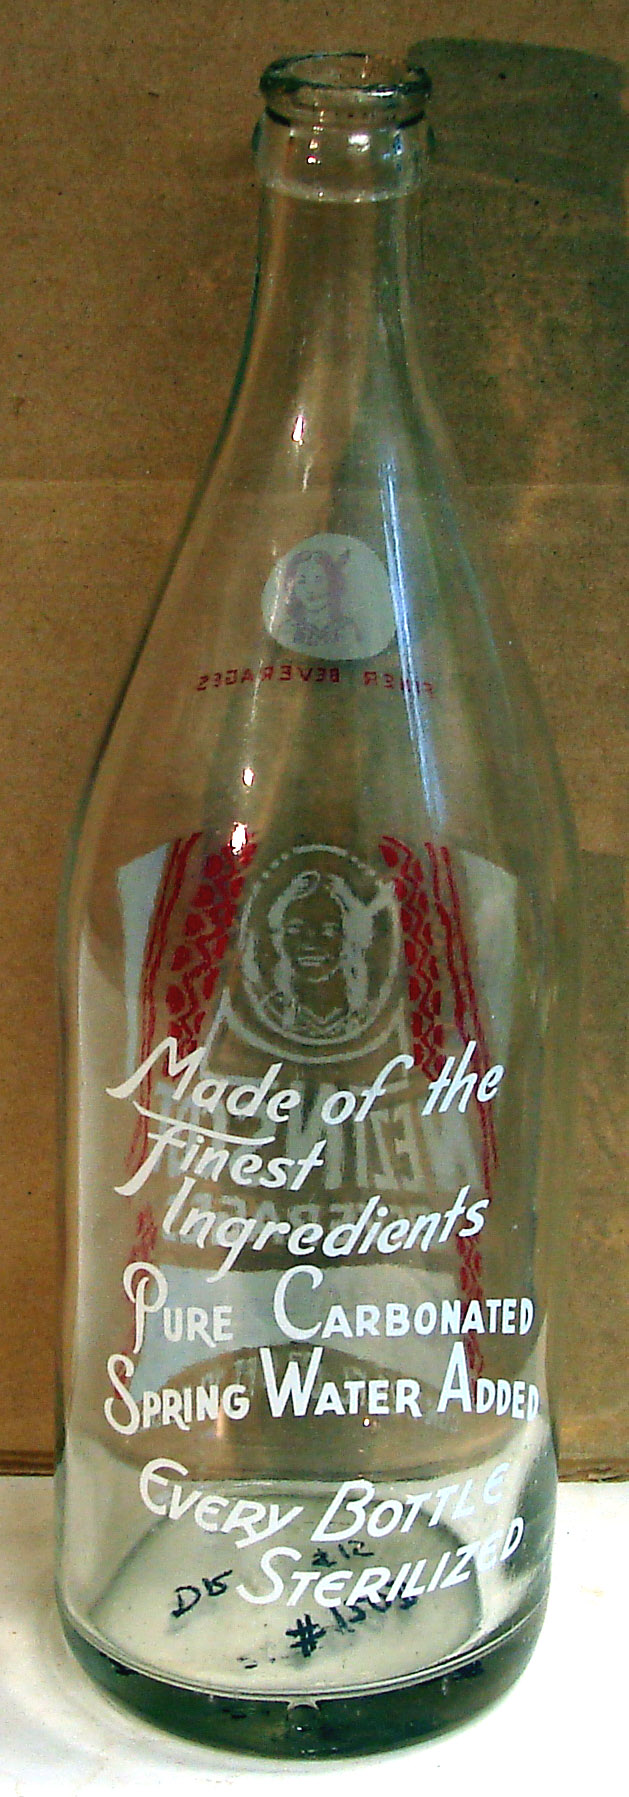 FINER BEVERAGES
Made of the
finest
Ingredients
PURE CARBONATED
SPRING WATER ADDED
EVERY BOTTLE
STERILIZED